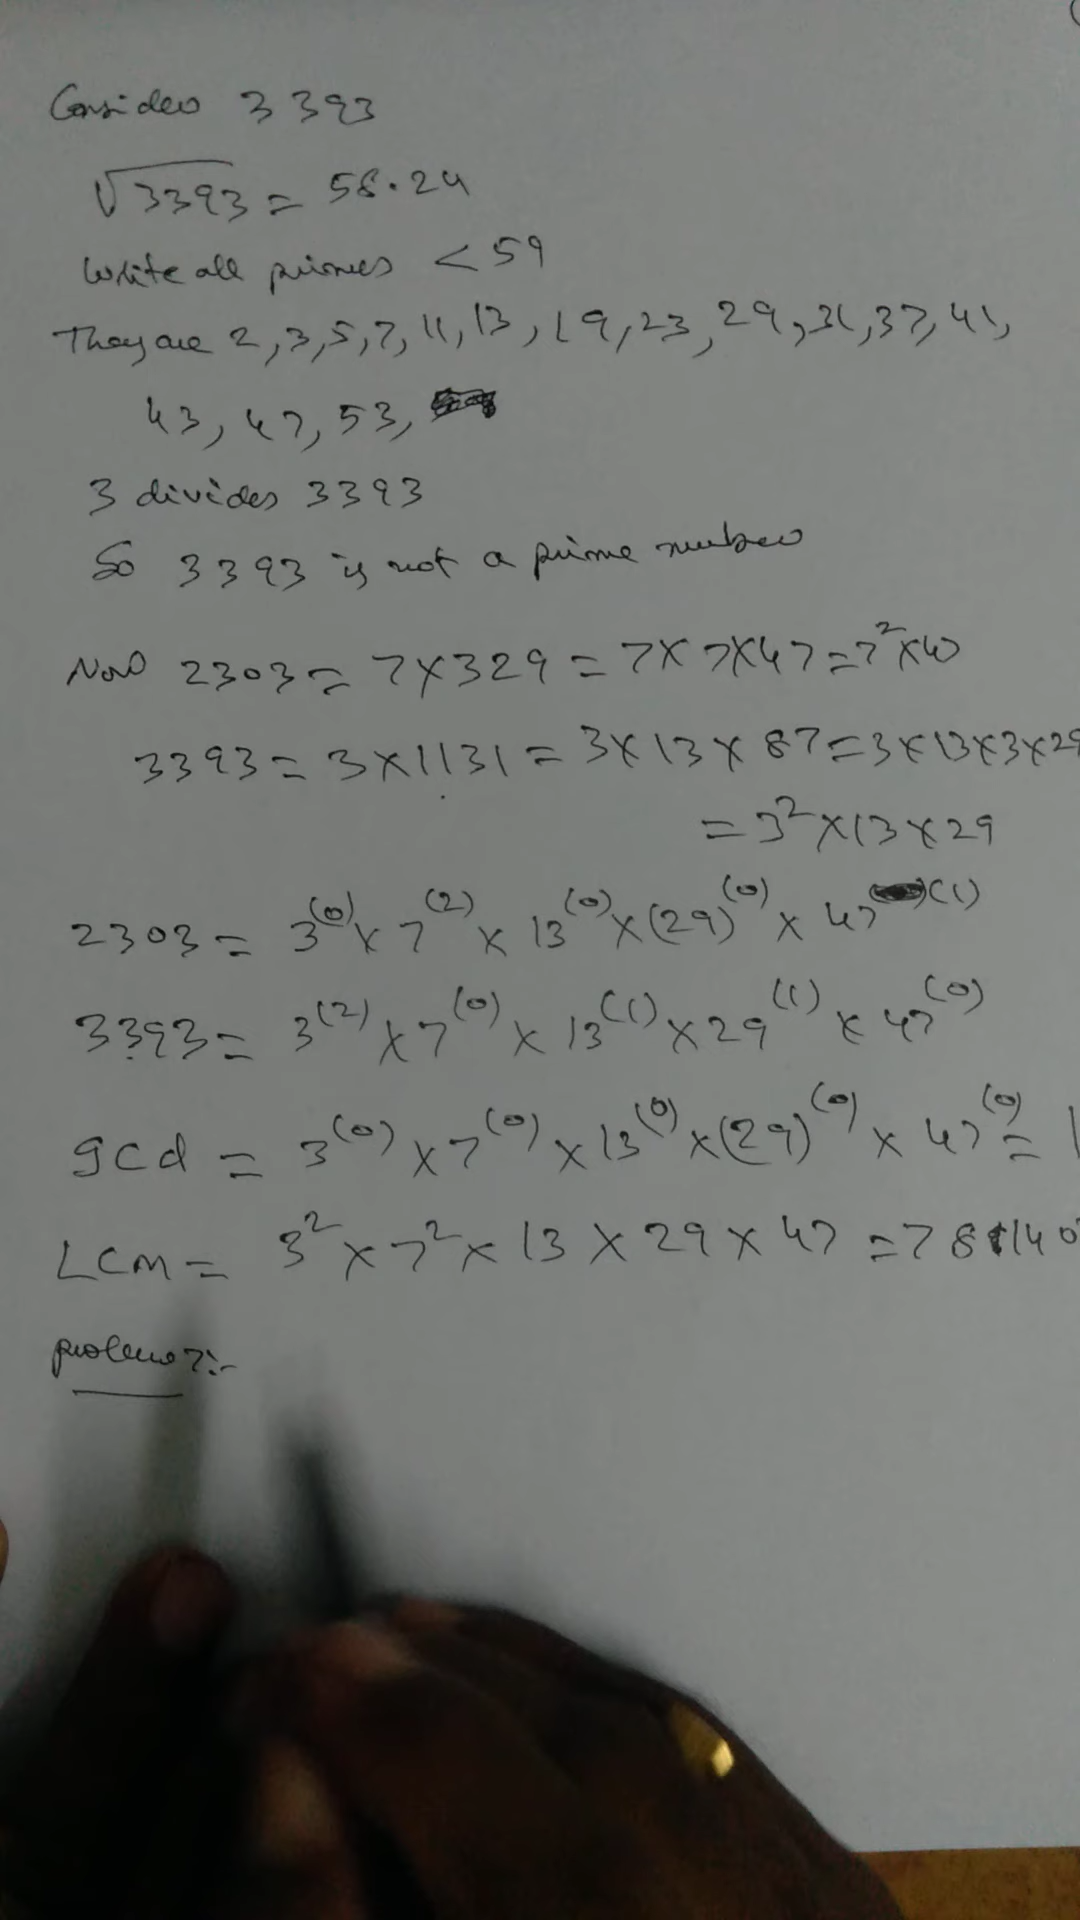 Consider 3393
√3393 = 58.24
Write all primes < 59
They are 2,3,5,7,11,13,19,23,29,31,37,41,
43,47,53,
3 divides 3393
So 3393 is not a prime number
Now 2303 = 7×329 = 7×7×47 = 7²×47
3393 = 3×1131 = 3×13×87 = 3×13×3×29
= 3²×13×29
2303 = 3^(0) × 7^(2) × 13^(0) × (29)^(0) × 47^(1)
3393 = 3^(2) × 7^(0) × 13^(1) × 29^(1) × 47^(0)
gcd = 3^(0) × 7^(0) × 13^(0) × (29)^(0) × 47^(0) = 1
LCM = 3² × 7² × 13 × 29 × 47 =
problem 7:-